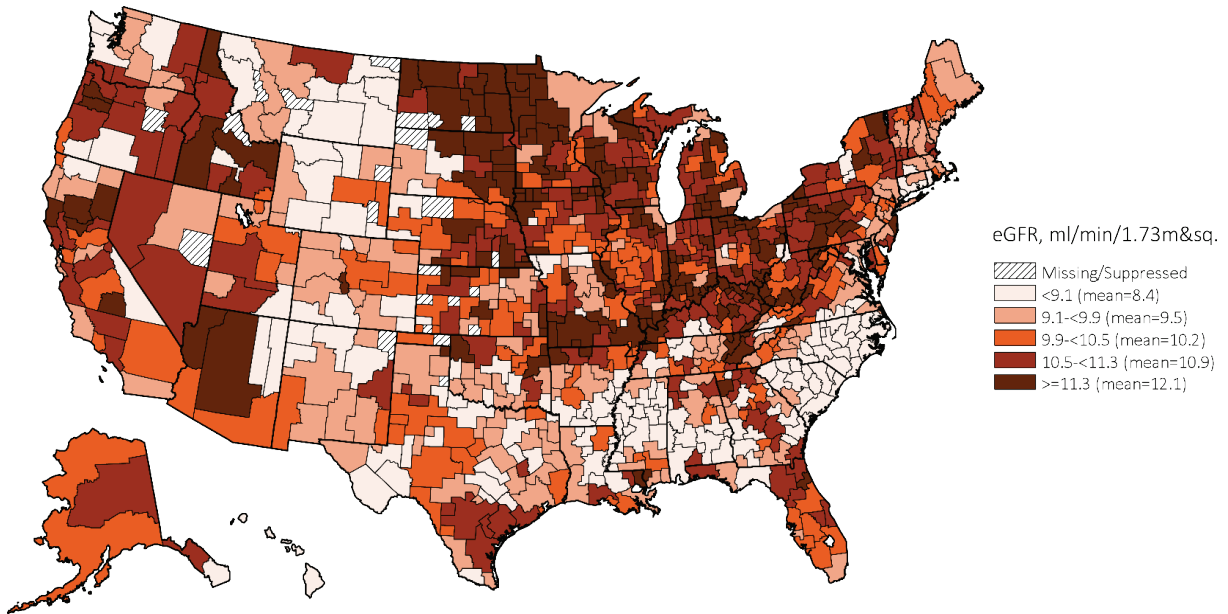 eGFR, ml/min/1.73m&sq.
Missing/Suppressed
<9.1 (mean=8.4)
9.1-<9.9 (mean=9.5)
9.9-<10.5 (mean=10.2)
10.5-<11.3 (mean=10.9)
>=11.3 (mean=12.1)